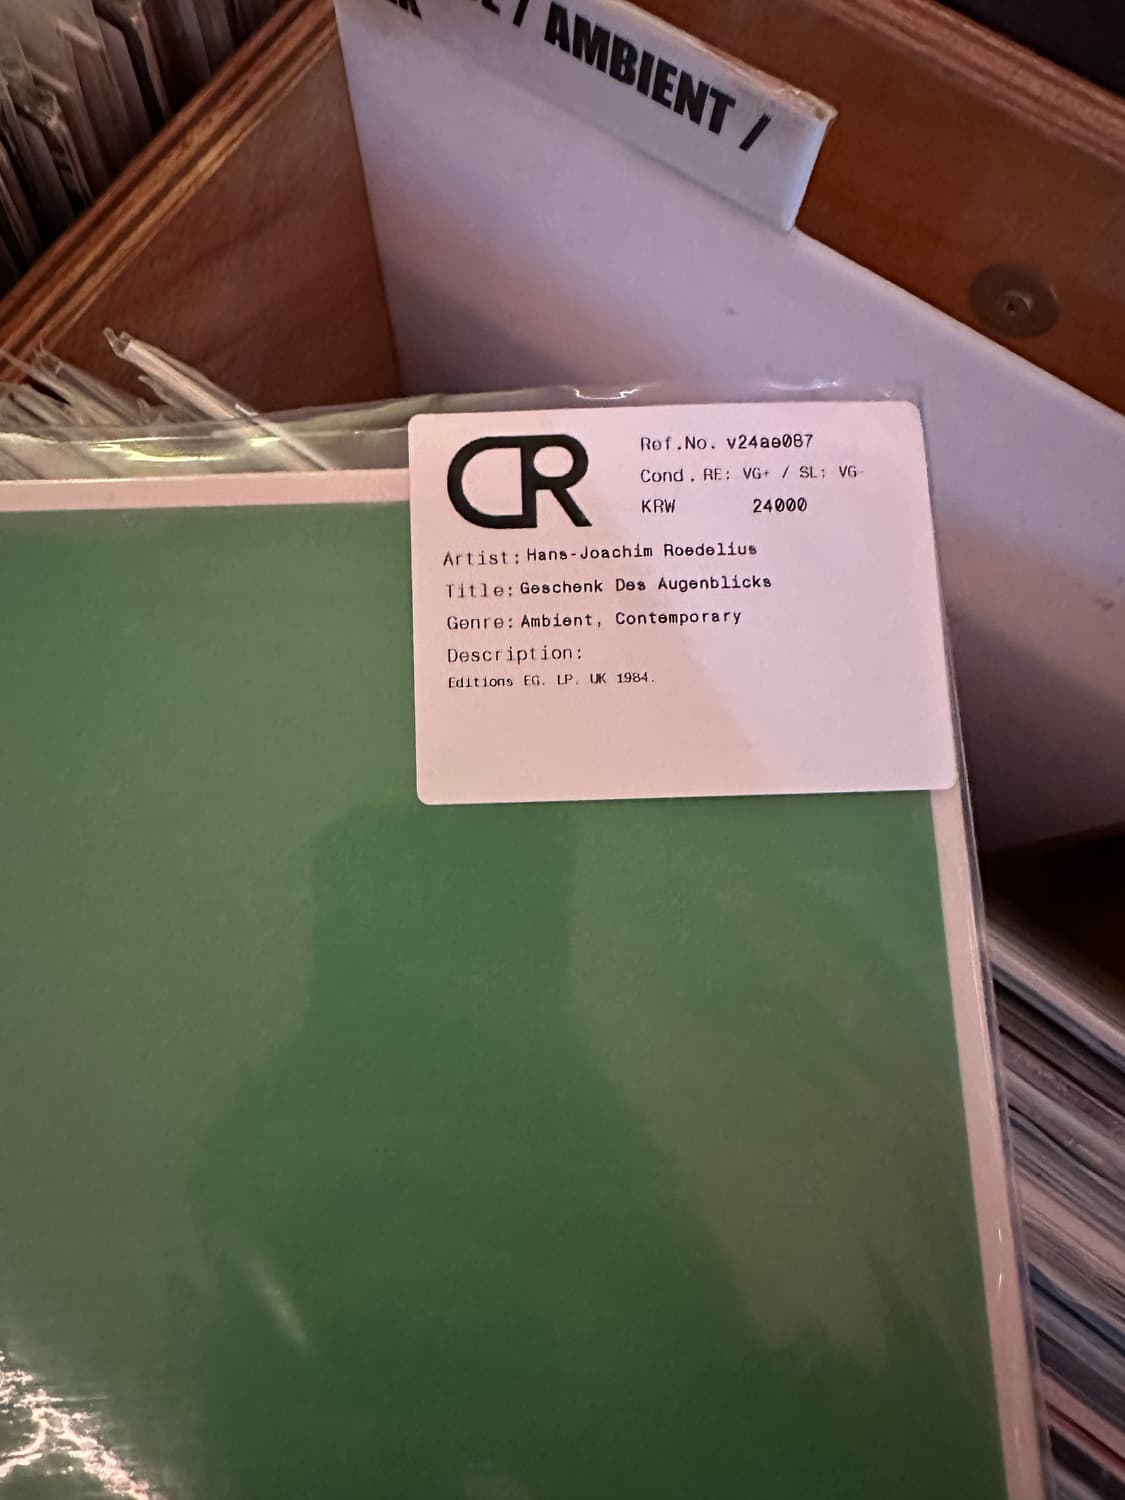 / AMBIENT /
CR
Ref.No. v24ae087
Cond. RE: VG+ / SL: VG-
KRW 24000
Artist: Hans-Joachim Roedelius
Title: Geschenk Des Augenblicks
Genre: Ambient, Contemporary
Description:
Editions EG. LP. UK 1984.